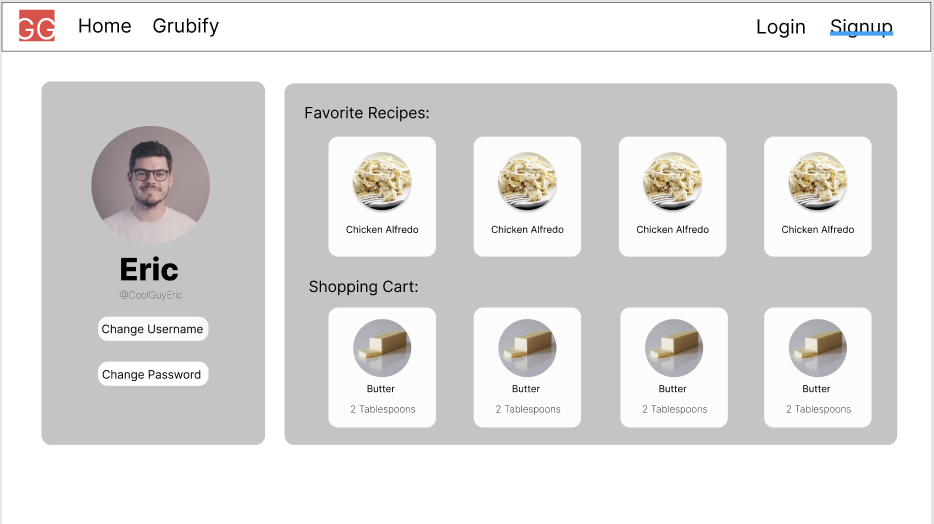 GG Home Grubify Login Signup
Eric
@CoolGuyEric
Change Username
Change Password
Favorite Recipes:
Chicken Alfredo Chicken Alfredo Chicken Alfredo Chicken Alfredo
Shopping Cart:
Butter Butter Butter Butter
2 Tablespoons 2 Tablespoons 2 Tablespoons 2 Tablespoons